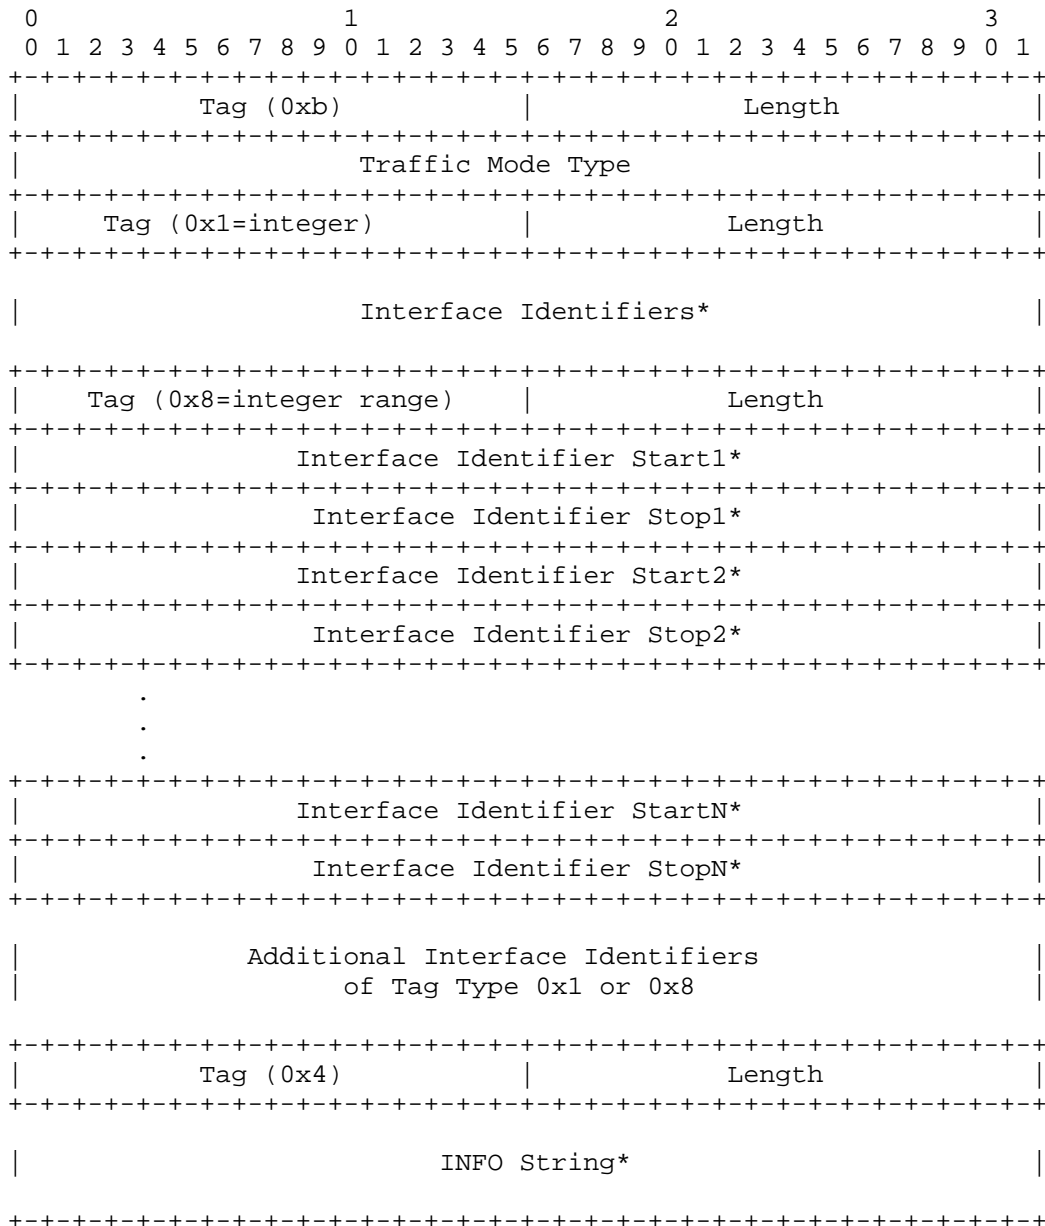 0                   1                   2                   3
 0 1 2 3 4 5 6 7 8 9 0 1 2 3 4 5 6 7 8 9 0 1 2 3 4 5 6 7 8 9 0 1
+-+-+-+-+-+-+-+-+-+-+-+-+-+-+-+-+-+-+-+-+-+-+-+-+-+-+-+-+-+-+-+-+
|           Tag (0xb)           |             Length            |
+-+-+-+-+-+-+-+-+-+-+-+-+-+-+-+-+-+-+-+-+-+-+-+-+-+-+-+-+-+-+-+-+
|                     Traffic Mode Type                         |
+-+-+-+-+-+-+-+-+-+-+-+-+-+-+-+-+-+-+-+-+-+-+-+-+-+-+-+-+-+-+-+-+
|     Tag (0x1=integer)         |            Length             |
+-+-+-+-+-+-+-+-+-+-+-+-+-+-+-+-+-+-+-+-+-+-+-+-+-+-+-+-+-+-+-+-+
|                     Interface Identifiers*                    |
+-+-+-+-+-+-+-+-+-+-+-+-+-+-+-+-+-+-+-+-+-+-+-+-+-+-+-+-+-+-+-+-+
|    Tag (0x8=integer range)    |            Length             |
+-+-+-+-+-+-+-+-+-+-+-+-+-+-+-+-+-+-+-+-+-+-+-+-+-+-+-+-+-+-+-+-+
|                 Interface Identifier Start1*                  |
+-+-+-+-+-+-+-+-+-+-+-+-+-+-+-+-+-+-+-+-+-+-+-+-+-+-+-+-+-+-+-+-+
|                  Interface Identifier Stop1*                  |
+-+-+-+-+-+-+-+-+-+-+-+-+-+-+-+-+-+-+-+-+-+-+-+-+-+-+-+-+-+-+-+-+
|                 Interface Identifier Start2*                  |
+-+-+-+-+-+-+-+-+-+-+-+-+-+-+-+-+-+-+-+-+-+-+-+-+-+-+-+-+-+-+-+-+
|                  Interface Identifier Stop2*                  |
+-+-+-+-+-+-+-+-+-+-+-+-+-+-+-+-+-+-+-+-+-+-+-+-+-+-+-+-+-+-+-+-+
        .
        .
        .
+-+-+-+-+-+-+-+-+-+-+-+-+-+-+-+-+-+-+-+-+-+-+-+-+-+-+-+-+-+-+-+-+
|                 Interface Identifier StartN*                  |
+-+-+-+-+-+-+-+-+-+-+-+-+-+-+-+-+-+-+-+-+-+-+-+-+-+-+-+-+-+-+-+-+
|                  Interface Identifier StopN*                  |
+-+-+-+-+-+-+-+-+-+-+-+-+-+-+-+-+-+-+-+-+-+-+-+-+-+-+-+-+-+-+-+-+
|              Additional Interface Identifiers                 |
|                    of Tag Type 0x1 or 0x8                     |
+-+-+-+-+-+-+-+-+-+-+-+-+-+-+-+-+-+-+-+-+-+-+-+-+-+-+-+-+-+-+-+-+
|           Tag (0x4)           |            Length             |
+-+-+-+-+-+-+-+-+-+-+-+-+-+-+-+-+-+-+-+-+-+-+-+-+-+-+-+-+-+-+-+-+
|                          INFO String*                         |
+-+-+-+-+-+-+-+-+-+-+-+-+-+-+-+-+-+-+-+-+-+-+-+-+-+-+-+-+-+-+-+-+